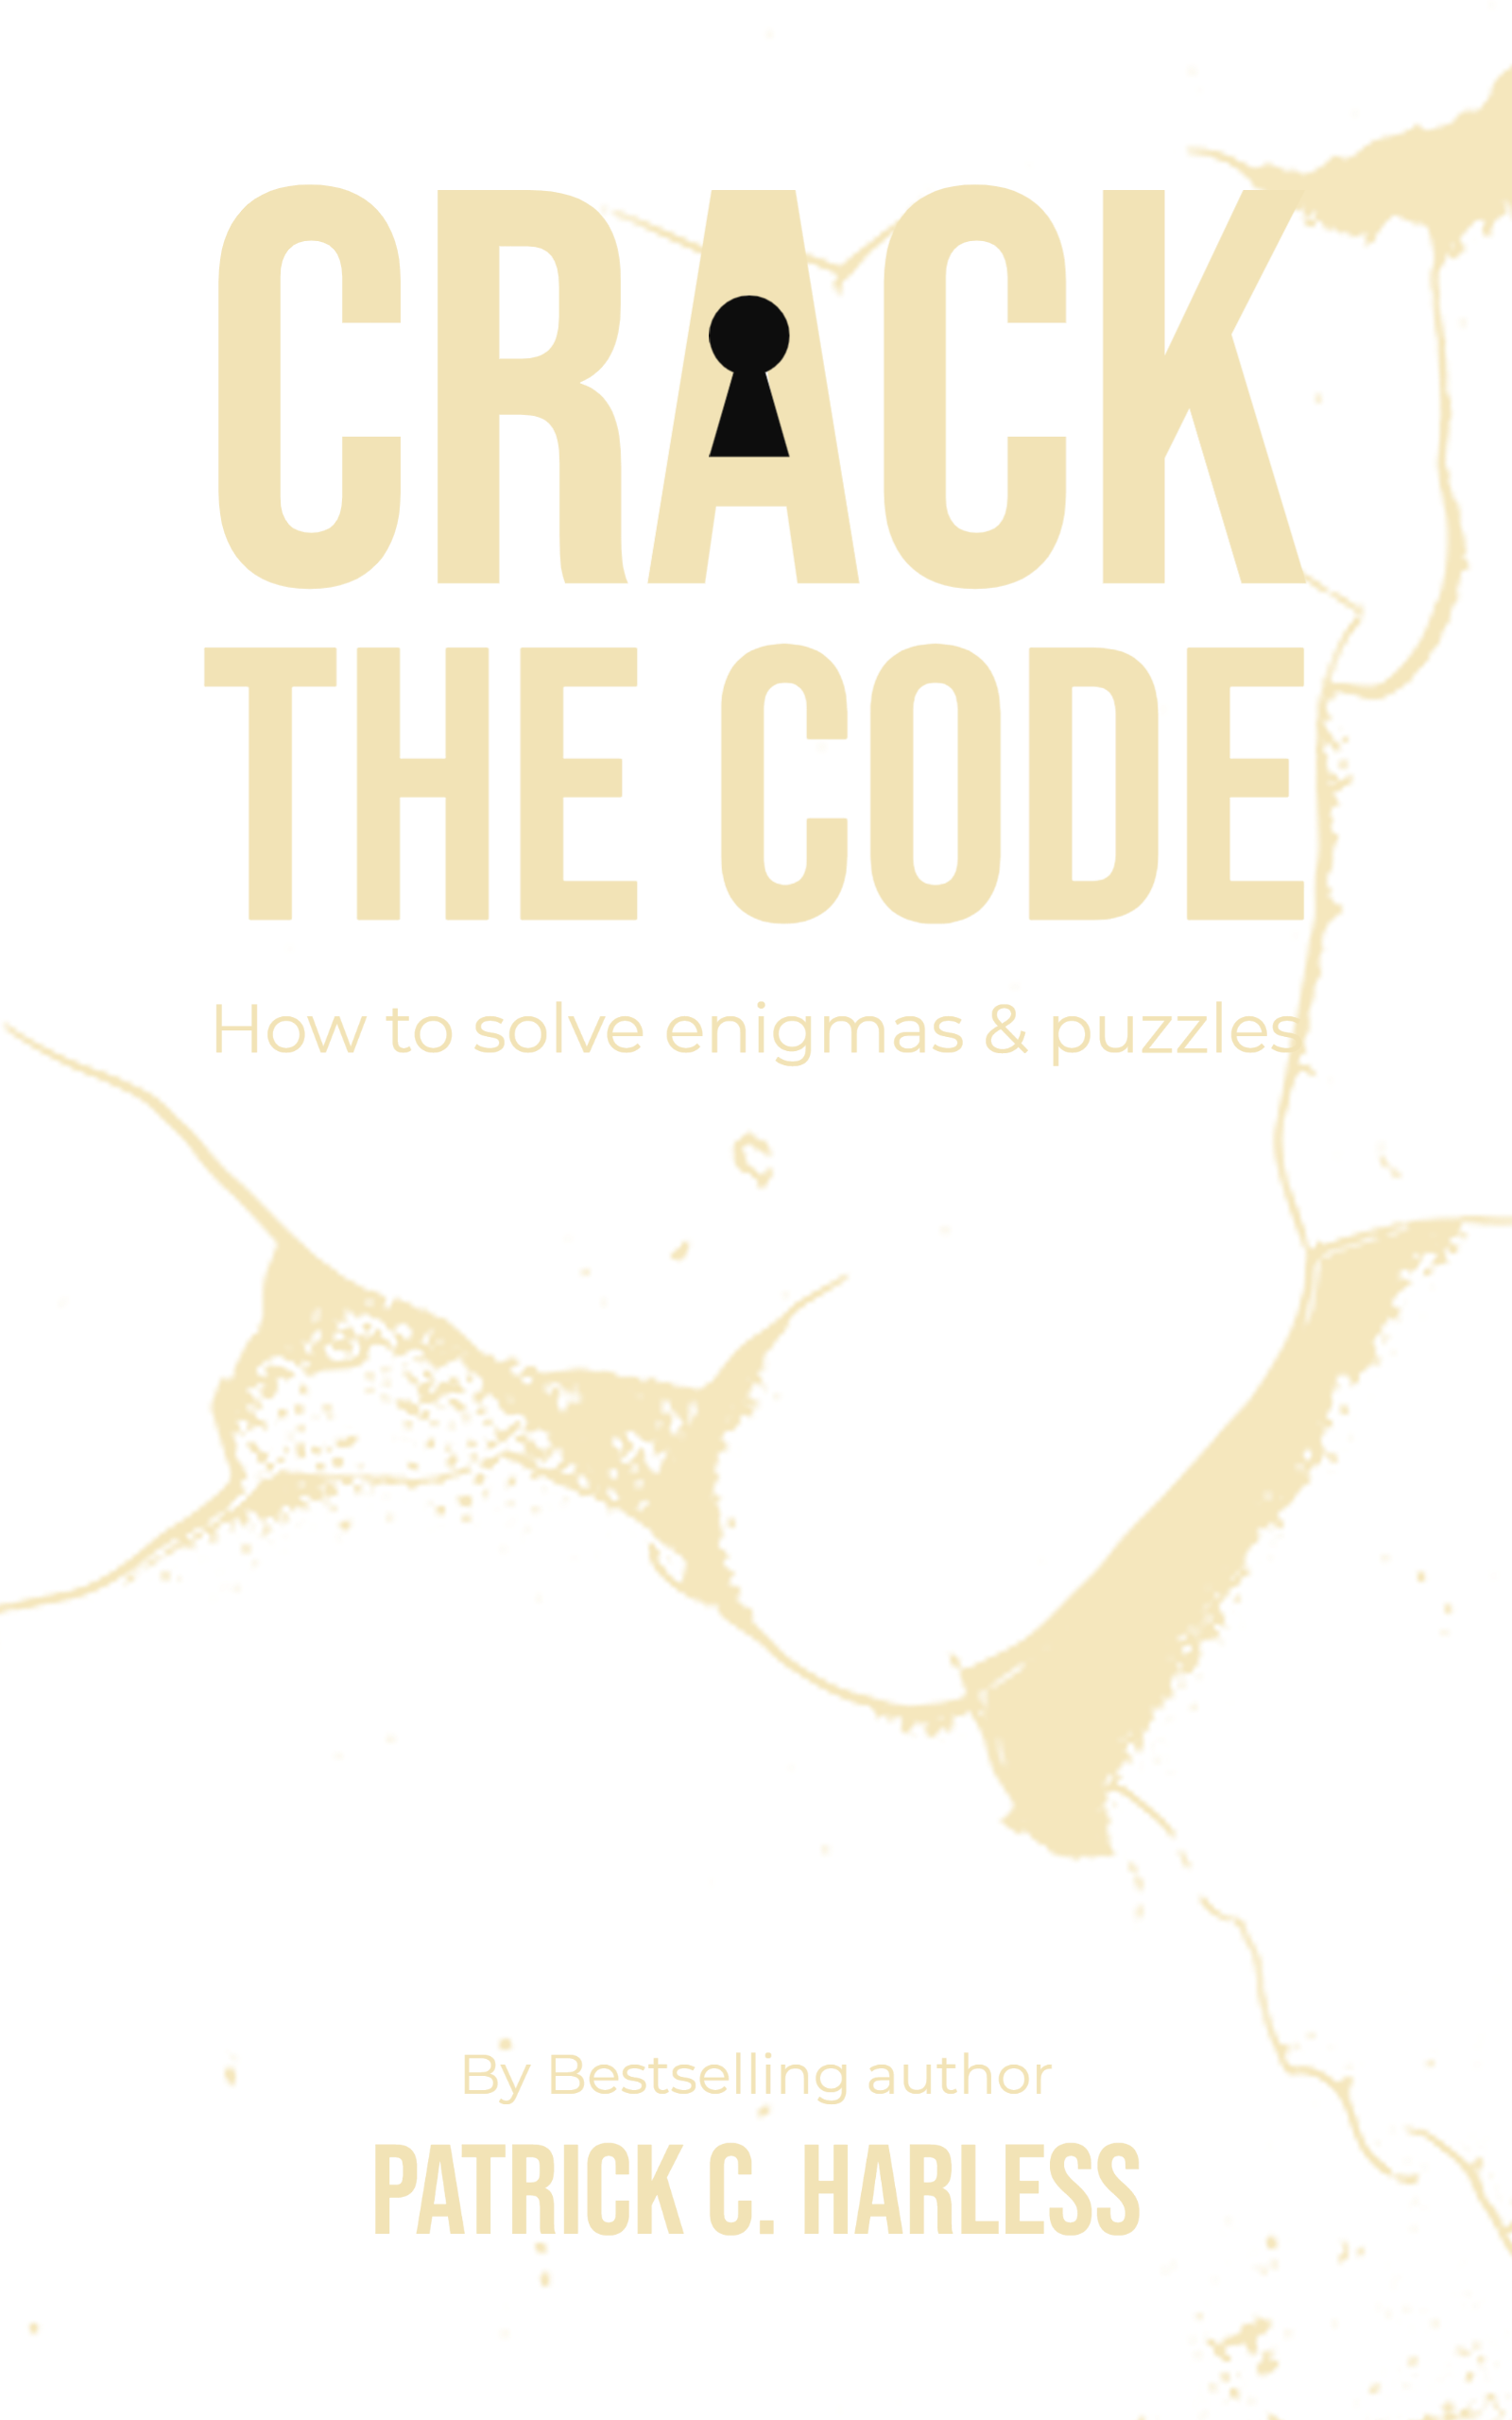 CRACK
THE CODE
How to solve enigmas & puzzles
By Bestselling author
PATRICK C. HARLESS